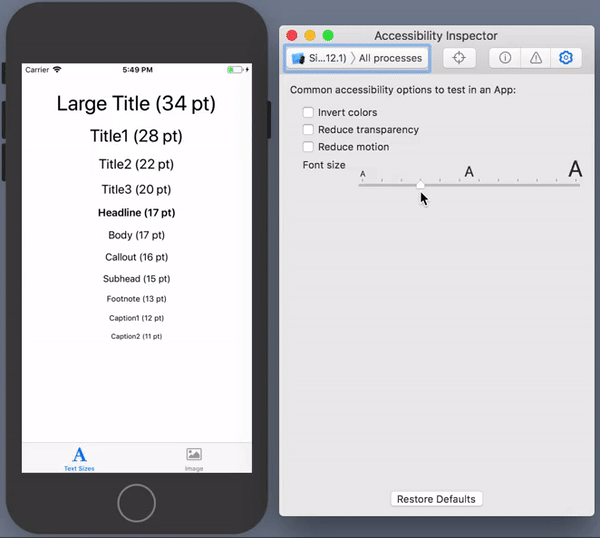 Carrier 5:49 PM
Large Title (34 pt)
Title1 (28 pt)
Title2 (22 pt)
Title3 (20 pt)
Headline (17 pt)
Body (17 pt)
Callout (16 pt)
Subhead (15 pt)
Footnote (13 pt)
Caption1 (12 pt)
Caption2 (11 pt)
A
Text Sizes Image
Accessibility Inspector
Si...12.1) 〉All processes
Common accessibility options to test in an App:
Invert colors
Reduce transparency
Reduce motion
Font size
A A A
Restore Defaults